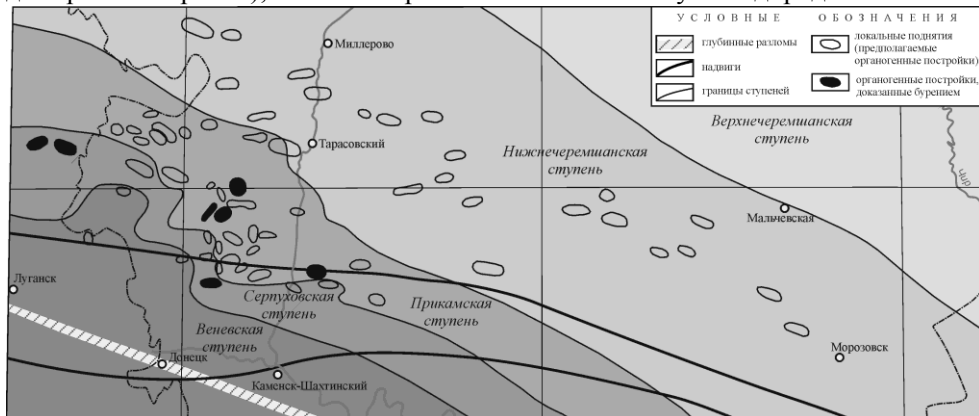 УСЛОВНЫЕ ОБОЗНАЧЕНИЯ
глубинные разломы
надвиги
границы ступеней
локальные поднятия
(предполагаемые
органогенные постройки)
органогенные постройки,
доказанные бурением
Миллерово
Тарасовский
Верхнечеремшанская
ступень
Нижнечеремшанская
ступень
Чир
Мальчевская
Луганск
Серпуховская
ступень
Прикамская
ступень
Веневская
ступень
Донецк
Каменск-Шахтинский
Морозовск